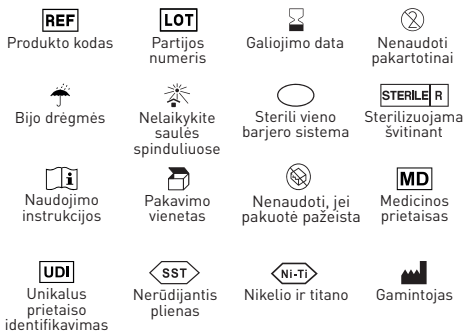 REF
Produkto kodas
LOT
Partijos
numeris
Galiojimo data
2
Nenaudoti
pakartotinai
Bijo drėgmės
Nelaikykite
saulės
spinduliuose
Sterili vieno
barjero sistema
STERILE R
Sterilizuojama
švitinant
i
Naudojimo
instrukcijos
Pakavimo
vienetas
Nenaudoti, jei
pakuotė pažeista
MD
Medicinos
prietaisas
UDI
Unikalus
prietaiso
identifikavimas
SST
Nerūdijantis
plienas
Ni-Ti
Nikelio ir titano
Gamintojas